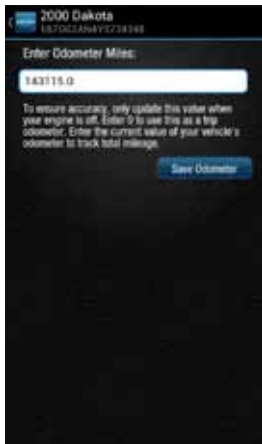 2000 Dakota
Enter Odometer Miles:
143115.0
To ensure accuracy, only update this value when
your engine is off. Enter 0 to use this as a trip
odometer. Enter the current value of your vehicle's
odometer to track total mileage.
Save Odometer